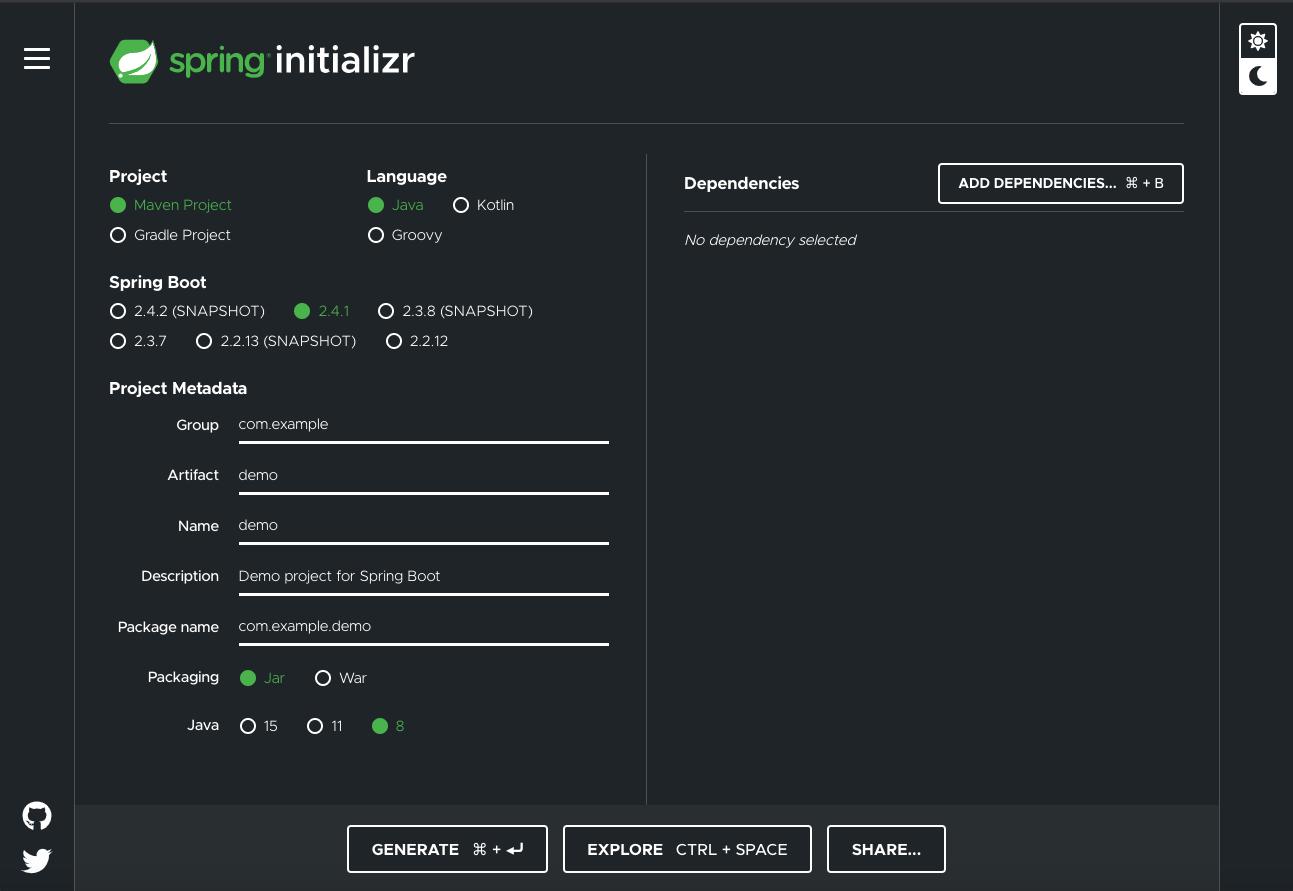 spring initializr
Project
Maven Project
Gradle Project
Language
Java Kotlin
Groovy
Spring Boot
2.4.2 (SNAPSHOT) 2.4.1 2.3.8 (SNAPSHOT)
2.3.7 2.2.13 (SNAPSHOT) 2.2.12
Project Metadata
Group com.example
Artifact demo
Name demo
Description Demo project for Spring Boot
Package name com.example.demo
Packaging Jar War
Java 15 11 8
Dependencies
ADD DEPENDENCIES... ⌘ + B
No dependency selected
GENERATE ⌘ + ⏎
EXPLORE CTRL + SPACE
SHARE...